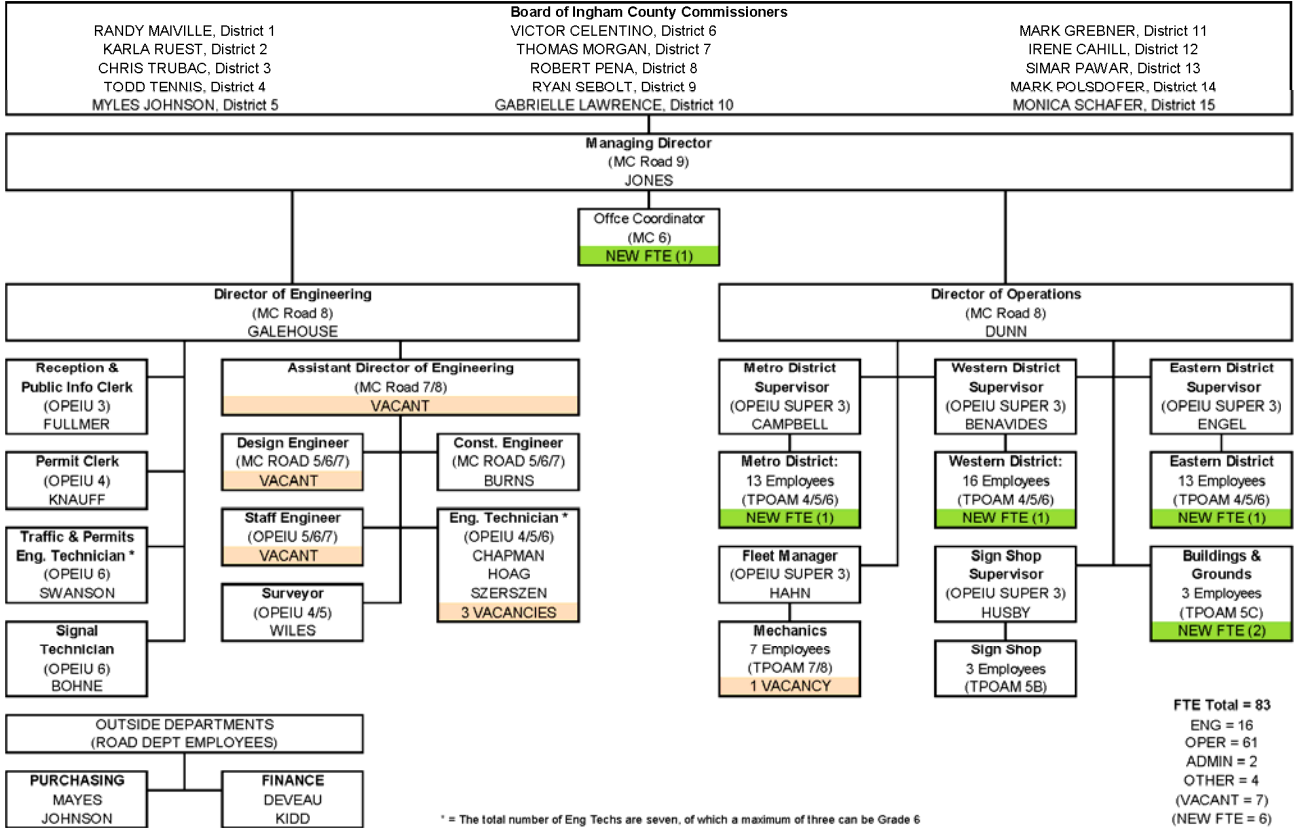 Board of Ingham County Commissioners
RANDY MAIVILLE, District 1
KARLA RUEST, District 2
CHRIS TRUBAC, District 3
TODD TENNIS, District 4
MYLES JOHNSON, District 5
VICTOR CELENTINO, District 6
THOMAS MORGAN, District 7
ROBERT PENA, District 8
RYAN SEBOLT, District 9
GABRIELLE LAWRENCE, District 10
MARK GREBNER, District 11
IRENE CAHILL, District 12
SIMAR PAWAR, District 13
MARK POLSDOFER, District 14
MONICA SCHAFER, District 15
Managing Director
(MC Road 9)
JONES
Offce Coordinator
(MC 6)
NEW FTE (1)
Director of Engineering
(MC Road 8)
GALEHOUSE
Reception &
Public Info Clerk
(OPEIU 3)
FULLMER
Permit Clerk
(OPEIU 4)
KNAUFF
Traffic & Permits
Eng. Technician *
(OPEIU 6)
SWANSON
Signal
Technician
(OPEIU 6)
BOHNE
Assistant Director of Engineering
(MC Road 7/8)
VACANT
Design Engineer
(MC ROAD 5/6/7)
VACANT
Const. Engineer
(MC ROAD 5/6/7)
BURNS
Staff Engineer
(OPEIU 5/6/7)
VACANT
Eng. Technician *
(OPEIU 4/5/6)
CHAPMAN
HOAG
SZERSZEN
3 VACANCIES
Surveyor
(OPEIU 4/5)
WILES
Director of Operations
(MC Road 8)
DUNN
Metro District
Supervisor
(OPEIU SUPER 3)
CAMPBELL
Western District
Supervisor
(OPEIU SUPER 3)
BENAVIDES
Eastern District
Supervisor
(OPEIU SUPER 3)
ENGEL
Metro District:
13 Employees
(TPOAM 4/5/6)
NEW FTE (1)
Western District:
16 Employees
(TPOAM 4/5/6)
NEW FTE (1)
Eastern District
13 Employees
(TPOAM 4/5/6)
NEW FTE (1)
Fleet Manager
(OPEIU SUPER 3)
HAHN
Sign Shop
Supervisor
(OPEIU SUPER 3)
HUSBY
Buildings &
Grounds
3 Employees
(TPOAM 5C)
NEW FTE (2)
Mechanics
7 Employees
(TPOAM 7/8)
1 VACANCY
Sign Shop
3 Employees
(TPOAM 5B)
OUTSIDE DEPARTMENTS
(ROAD DEPT EMPLOYEES)
PURCHASING
MAYES
JOHNSON
FINANCE
DEVEAU
KIDD
* = The total number of Eng Techs are seven, of which a maximum of three can be Grade 6
FTE Total = 83
ENG = 16
OPER = 61
ADMIN = 2
OTHER = 4
(VACANT = 7)
(NEW FTE = 6)